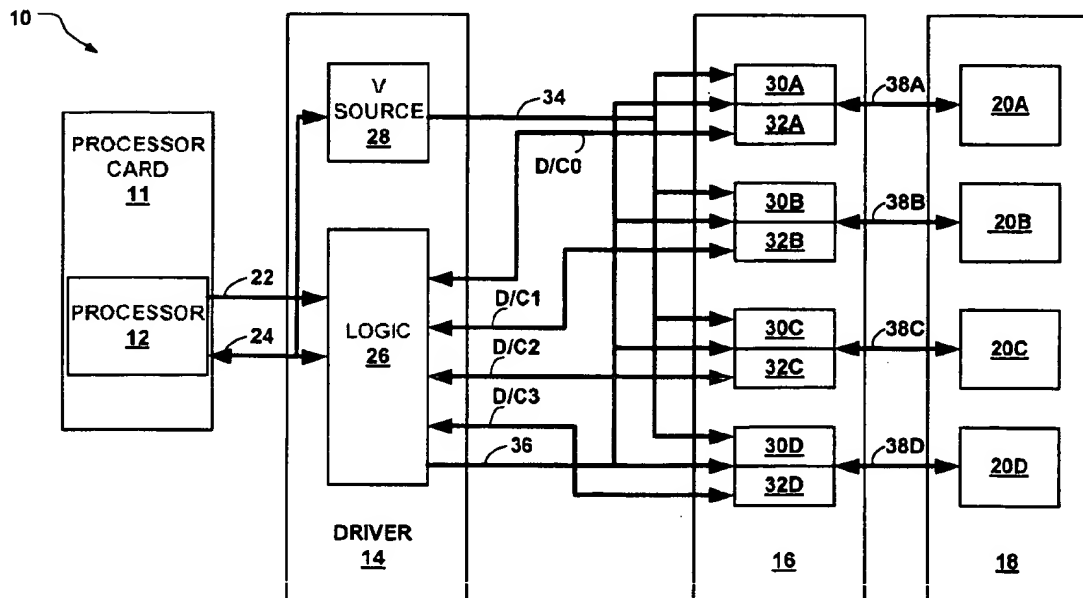 10
PROCESSOR
CARD
11
PROCESSOR
12
22
24
V
SOURCE
28
LOGIC
26
DRIVER
14
34
D/C0
D/C1
D/C2
D/C3
36
30A
32A
30B
32B
30C
32C
30D
32D
16
38A
38B
38C
38D
20A
20B
20C
20D
18